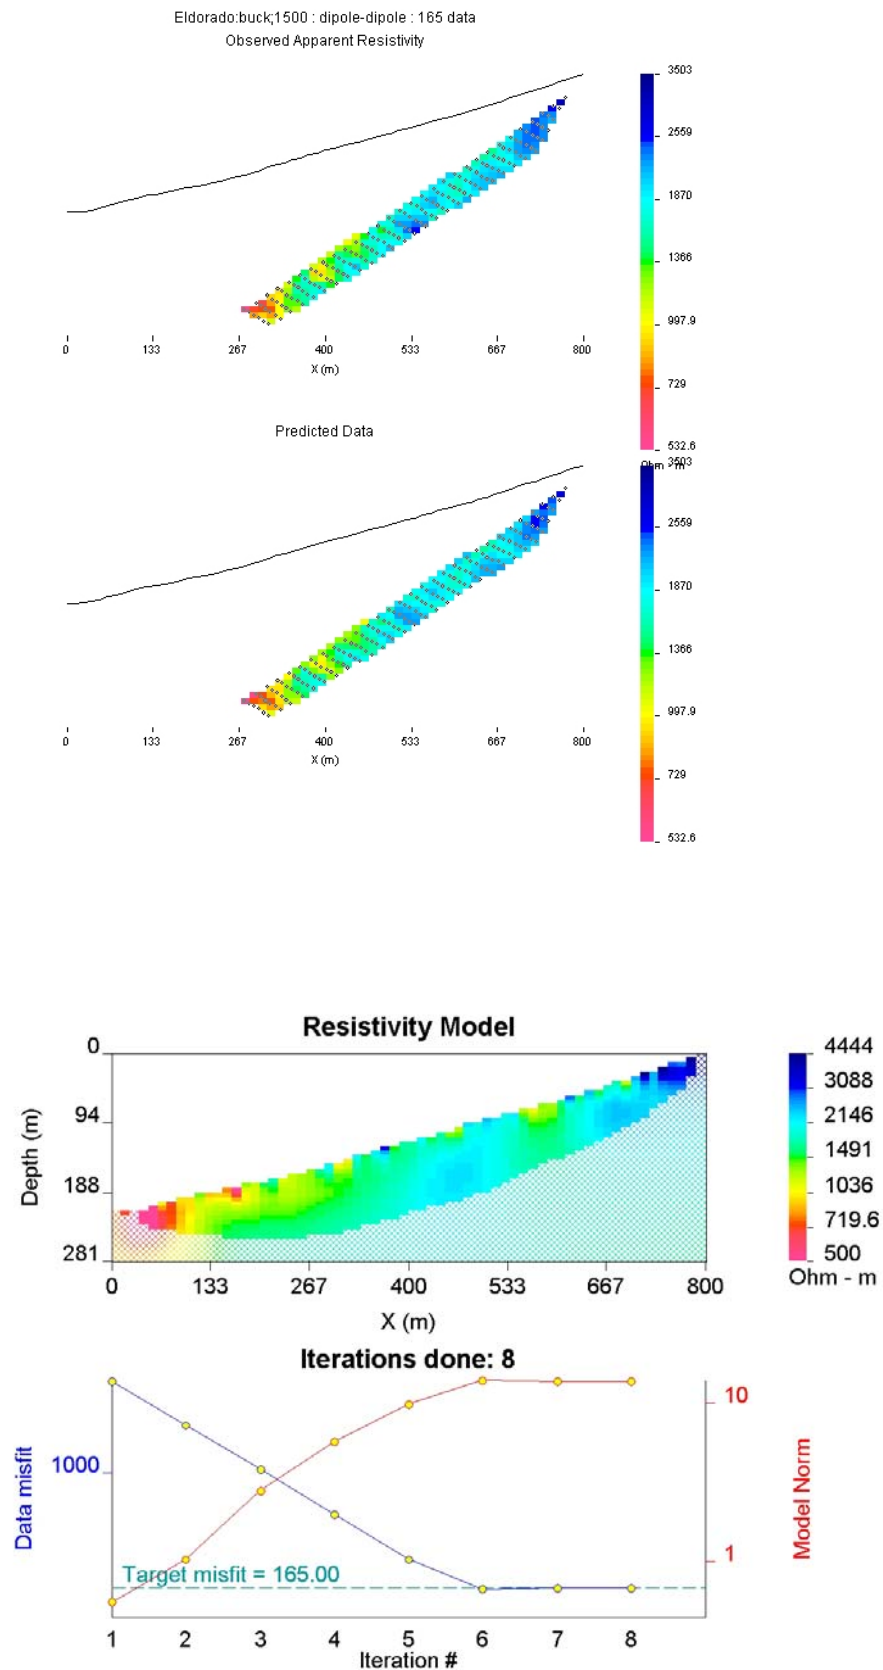 Eldorado:buck;1500 : dipole-dipole : 165 data
Observed Apparent Resistivity
3503
2559
1870
1366
997.9
729
532.6
0 133 267 400 533 667 800
X (m)
Predicted Data
Ohm - m
3503
2559
1870
1366
997.9
729
532.6
0 133 267 400 533 667 800
X (m)
Resistivity Model
0
94
188
281
Depth (m)
0 133 267 400 533 667 800
X (m)
4444
3088
2146
1491
1036
719.6
500
Ohm - m
Iterations done: 8
Data misfit
1000
10
1
Model Norm
Target misfit = 165.00
1 2 3 4 5 6 7 8
Iteration #